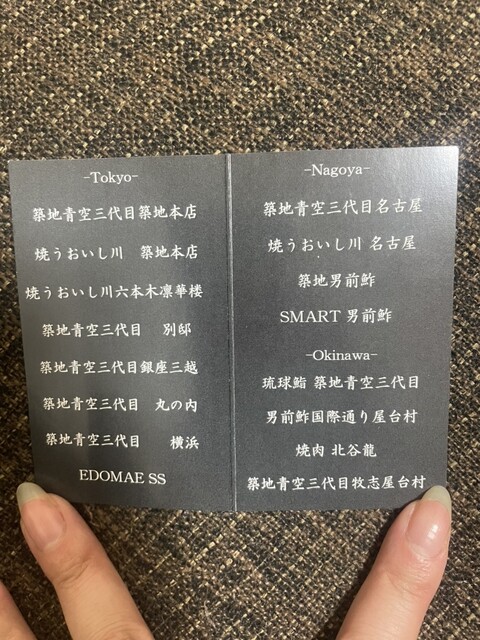 -Tokyo-
築地青空三代目築地本店
焼うおいし川 築地本店
焼うおいし川六本木凛華楼
築地青空三代目 別邸
築地青空三代目銀座三越
築地青空三代目 丸の内
築地青空三代目 横浜
EDOMAE SS
-Nagoya-
築地青空三代目名古屋
焼うおいし川 名古屋
築地男前鮓
SMART 男前鮓
-Okinawa-
琉球鮨 築地青空三代目
男前鮓国際通り屋台村
焼肉 北谷龍
築地青空三代目牧志屋台村